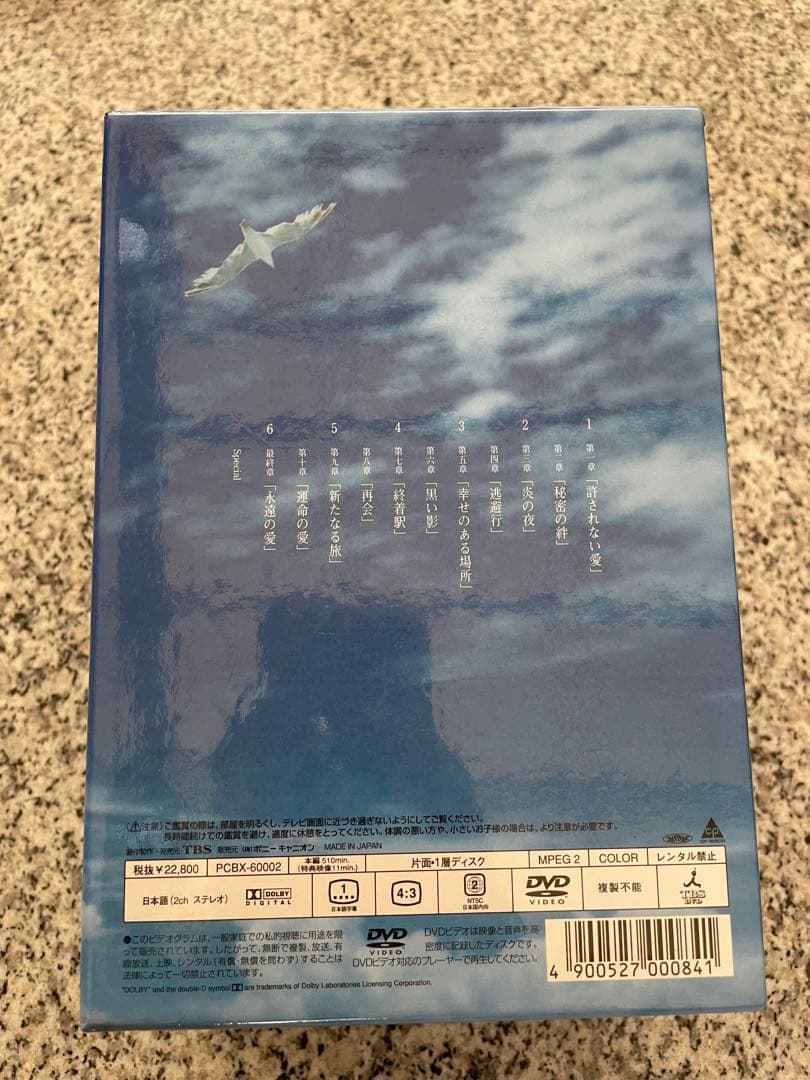 1 第一章「許されない愛」
第二章「秘密の絆」
2 第三章「炎の夜」
第四章「逃避行」
3 第五章「幸せのある場所」
第六章「黒い影」
4 第七章「終着駅」
第八章「再会」
5 第九章「新たなる旅」
第十章「運命の愛」
6 最終章「永遠の愛」
Special
〈注意〉ご鑑賞の際は、部屋を明るくし、テレビ画面に近づき過ぎないようにしてご覧ください。
長時間続けての鑑賞を避け、適度に休憩をとってください。体調の悪い方や、小さいお子様の場合は、より注意が必要です。
著作製作・発売元 TBS 販売元 (株)ポニーキャニオン MADE IN JAPAN
税抜¥22,800 PCBX-60002 本編510min. (特典映像11min.) 片面・1層ディスク MPEG 2 COLOR レンタル禁止
日本語(2ch ステレオ) DOLBY DIGITAL 1 日本語字幕 4:3 2 NTSC 日本国内向 DVD VIDEO 複製不能 TBS DVD
●このビデオグラムは、一般家庭での私的視聴に用途を限
って販売されています。したがって、無断で複製、放送、有
線放送、上映、レンタル(有償・無償を問わず)することは
法律によって一切禁止されています。
DVD VIDEO
DVDビデオは映像と音声を高
密度に記録したディスクです。
DVDビデオ対応のプレーヤーで再生してください。
"DOLBY" and the double-D symbol are trademarks of Dolby Laboratories Licensing Corporation.
4 900527 000841